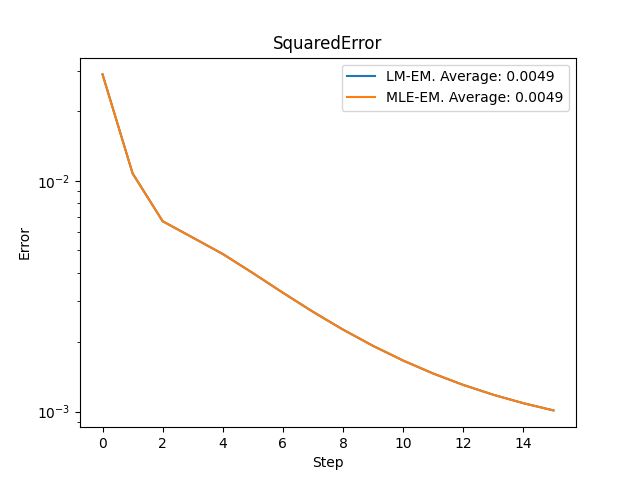 SquaredError
LM-EM. Average: 0.0049
MLE-EM. Average: 0.0049
10⁻²
10⁻³
Error
0 2 4 6 8 10 12 14
Step